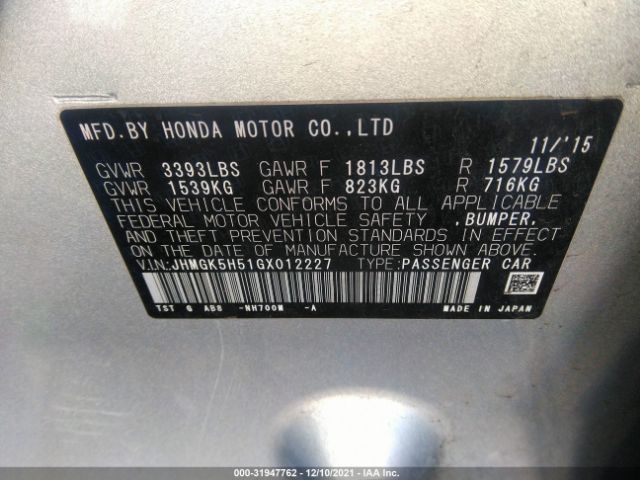 MFD.BY HONDA MOTOR CO.,LTD
11/'15
GVWR 3393LBS GAWR F 1813LBS R 1579LBS
GVWR 1539KG GAWR F 823KG R 716KG
THIS VEHICLE CONFORMS TO ALL APPLICABLE
FEDERAL MOTOR VEHICLE SAFETY ,BUMPER,
AND THEFT PREVENTION STANDARDS IN EFFECT
ON THE DATE OF MANUFACTURE SHOWN ABOVE.
V.I.N:JHMGK5H51GX012227 TYPE:PASSENGER CAR
TST G AB8 -NH700M -A
MADE IN JAPAN
000-31947762 - 12/10/2021 - IAA Inc.